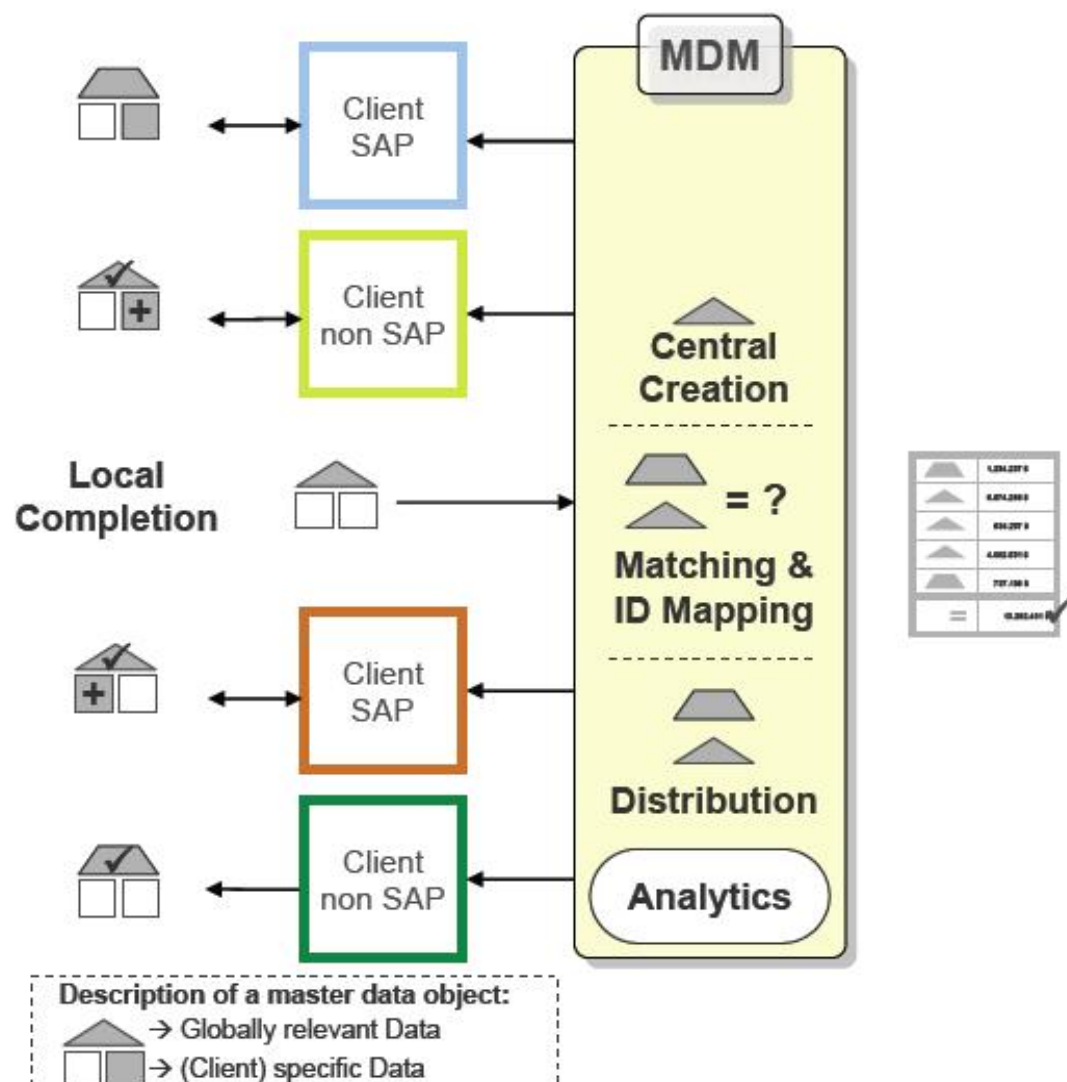 MDM
Client
SAP
Client
non SAP
Central
Creation
Local
Completion
= ?
Matching &
ID Mapping
=
Client
SAP
Distribution
Client
non SAP
Analytics
Description of a master data object:
→ Globally relevant Data
→ (Client) specific Data